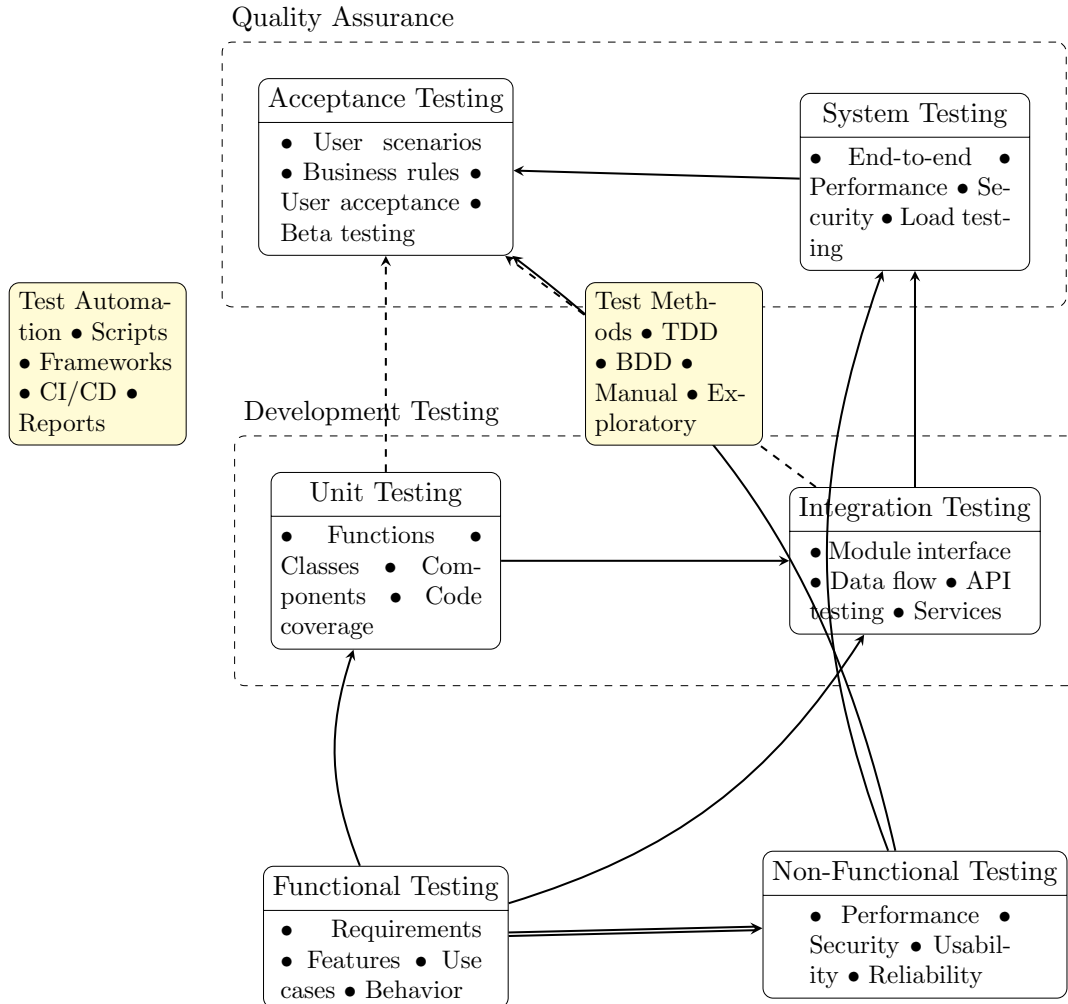 Quality Assurance
Acceptance Testing
• User scenarios
• Business rules •
User acceptance •
Beta testing
System Testing
• End-to-end •
Performance • Se-
curity • Load test-
ing
Test Automa-
tion • Scripts
• Frameworks
• CI/CD •
Reports
Test Meth-
ods • TDD
• BDD •
Manual • Ex-
ploratory
Development Testing
Unit Testing
• Functions •
Classes • Com-
ponents • Code
coverage
Integration Testing
• Module interface
• Data flow • API
testing • Services
Functional Testing
• Requirements
• Features • Use
cases • Behavior
Non-Functional Testing
• Performance •
Security • Usabil-
ity • Reliability